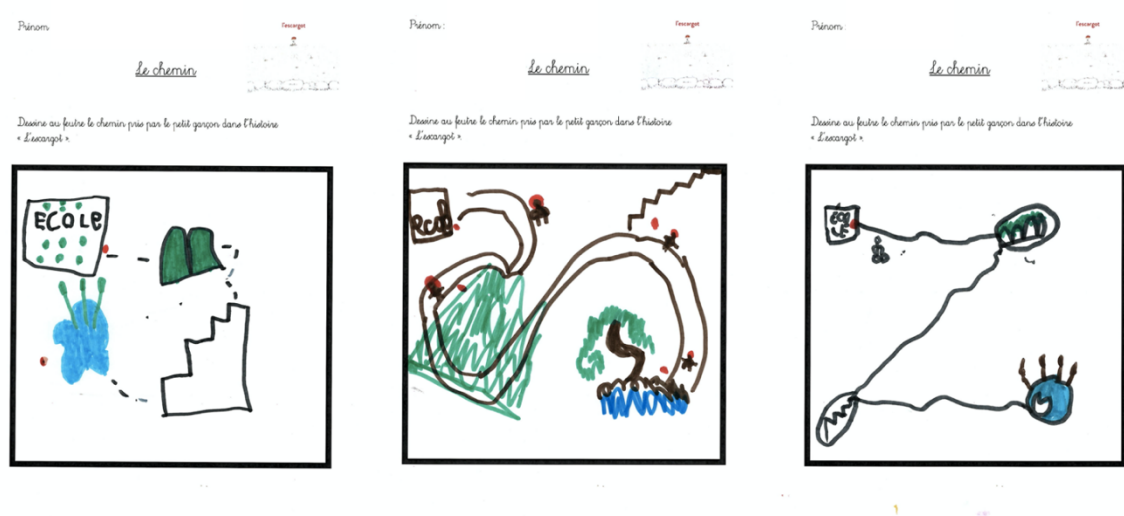 Prénom
l'escargot
Le chemin
Dessine au feutre le chemin pris par le petit garçon dans l'histoire
« L'escargot ».
ECOLE
Prénom :
l'escargot
Le chemin
Dessine au feutre le chemin pris par le petit garçon dans l'histoire
« L'escargot ».
Prénom :
l'escargot
Le chemin
Dessine au feutre le chemin pris par le petit garçon dans l'histoire
« L'escargot ».
ECO
LE